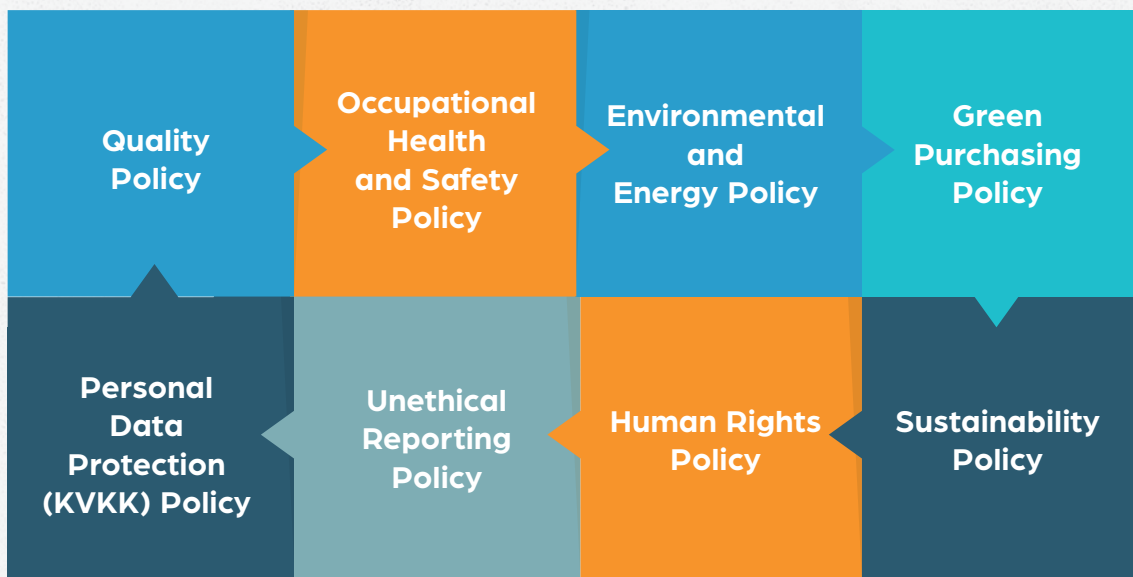 Quality
Policy
Occupational
Health
and Safety
Policy
Environmental
and
Energy Policy
Green
Purchasing
Policy
Personal
Data
Protection
(KVKK) Policy
Unethical
Reporting
Policy
Human Rights
Policy
Sustainability
Policy